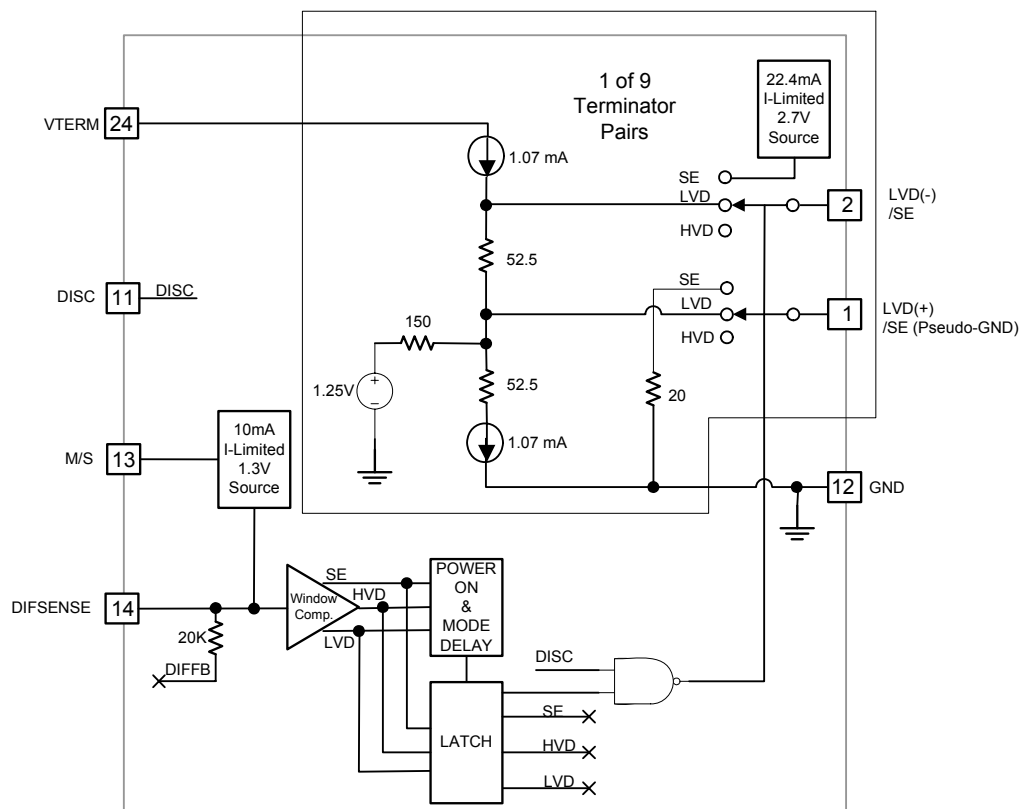 1 of 9
Terminator
Pairs
22.4mA
I-Limited
2.7V
Source
VTERM
24
1.07 mA
SE
LVD
HVD
2
LVD(-)
/SE
52.5
DISC
11
DISC
SE
LVD
HVD
1
LVD(+)
/SE (Pseudo-GND)
150
1.25V
+
−
52.5
20
10mA
I-Limited
1.3V
Source
M/S
13
1.07 mA
12
GND
DIFSENSE
14
20K
DIFFB
Window
Comp.
SE
HVD
LVD
POWER
ON
&
MODE
DELAY
DISC
LATCH
SE
HVD
LVD